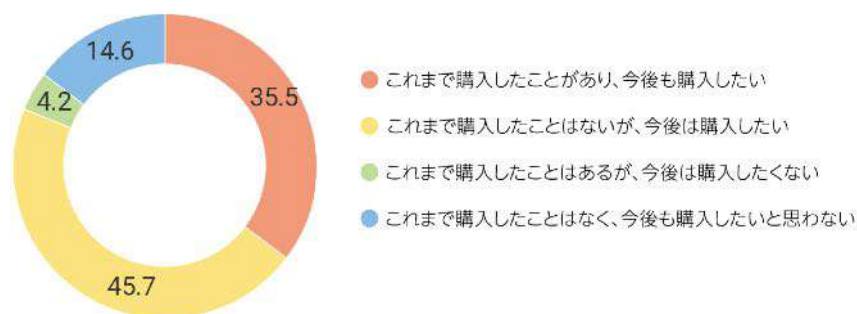 14.6
4.2
35.5
45.7
これまで購入したことがあり、今後も購入したい
これまで購入したことはないが、今後は購入したい
これまで購入したことはあるが、今後は購入したくない
これまで購入したことはなく、今後も購入したいと思わない